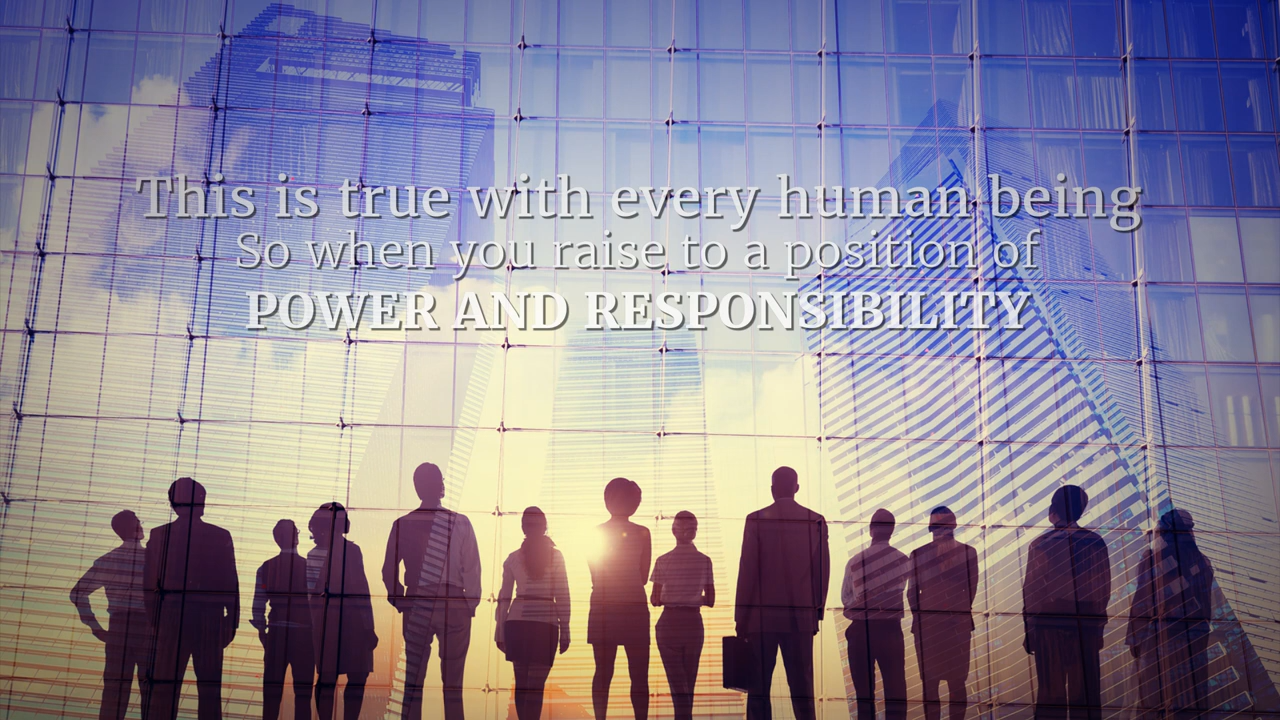 This is true with every human being
So when you raise to a position of
POWER AND RESPONSIBILITY